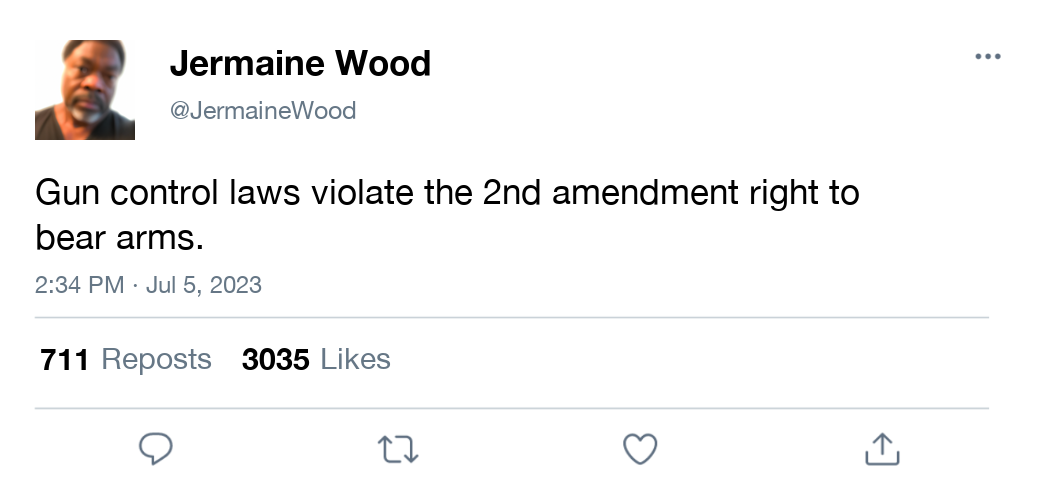 Jermaine Wood
@JermaineWood
Gun control laws violate the 2nd amendment right to
bear arms.
2:34 PM · Jul 5, 2023
711 Reposts 3035 Likes